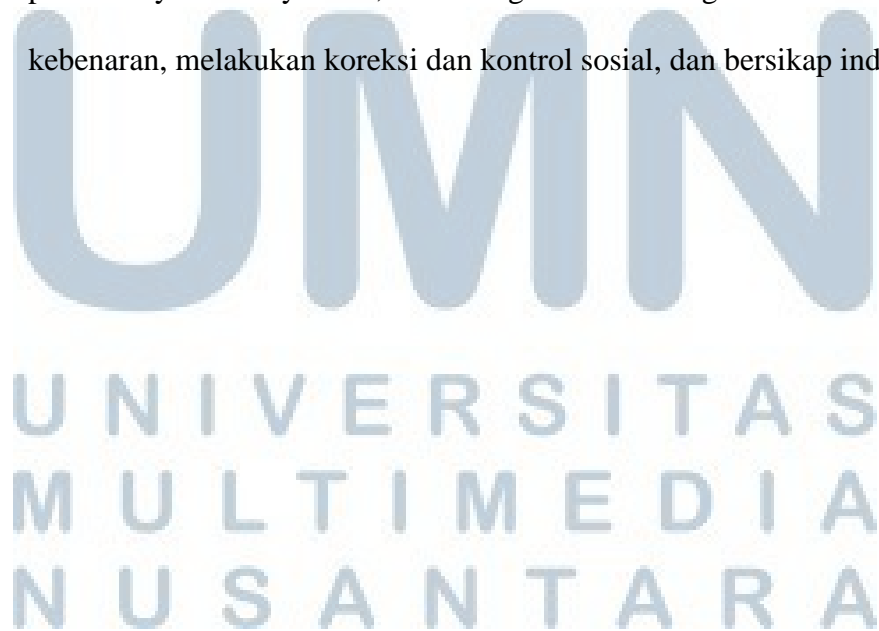 kebenaran, melakukan koreksi dan kontrol sosial, dan bersikap ind
UMN
UNIVERSITAS
MULTIMEDIA
NUSANTARA